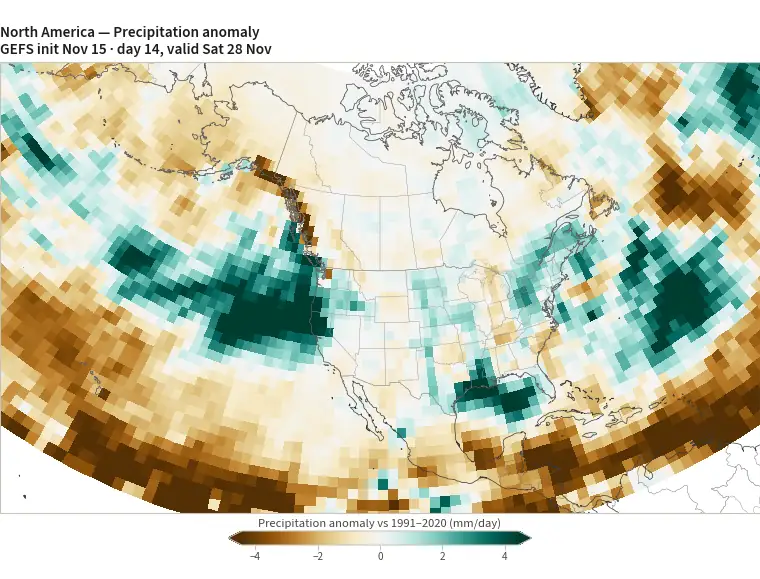 North America — Precipitation anomaly
GEFS init Nov 15 · day 14, valid Sat 28 Nov
Precipitation anomaly vs 1991–2020 (mm/day)
−4 −2 0 2 4